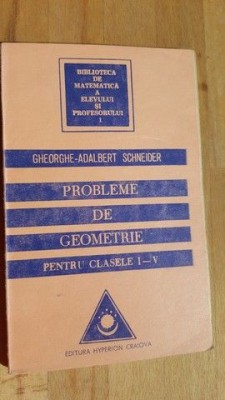 BIBLIOTECA
DE
MATEMATICĂ
A
ELEVULUI
ȘI
PROFESORULUI
1
GHEORGHE-ADALBERT SCHNEIDER
PROBLEME
DE
GEOMETRIE
PENTRU CLASELE I—V
EDITURA HYPERION CRAIOVA